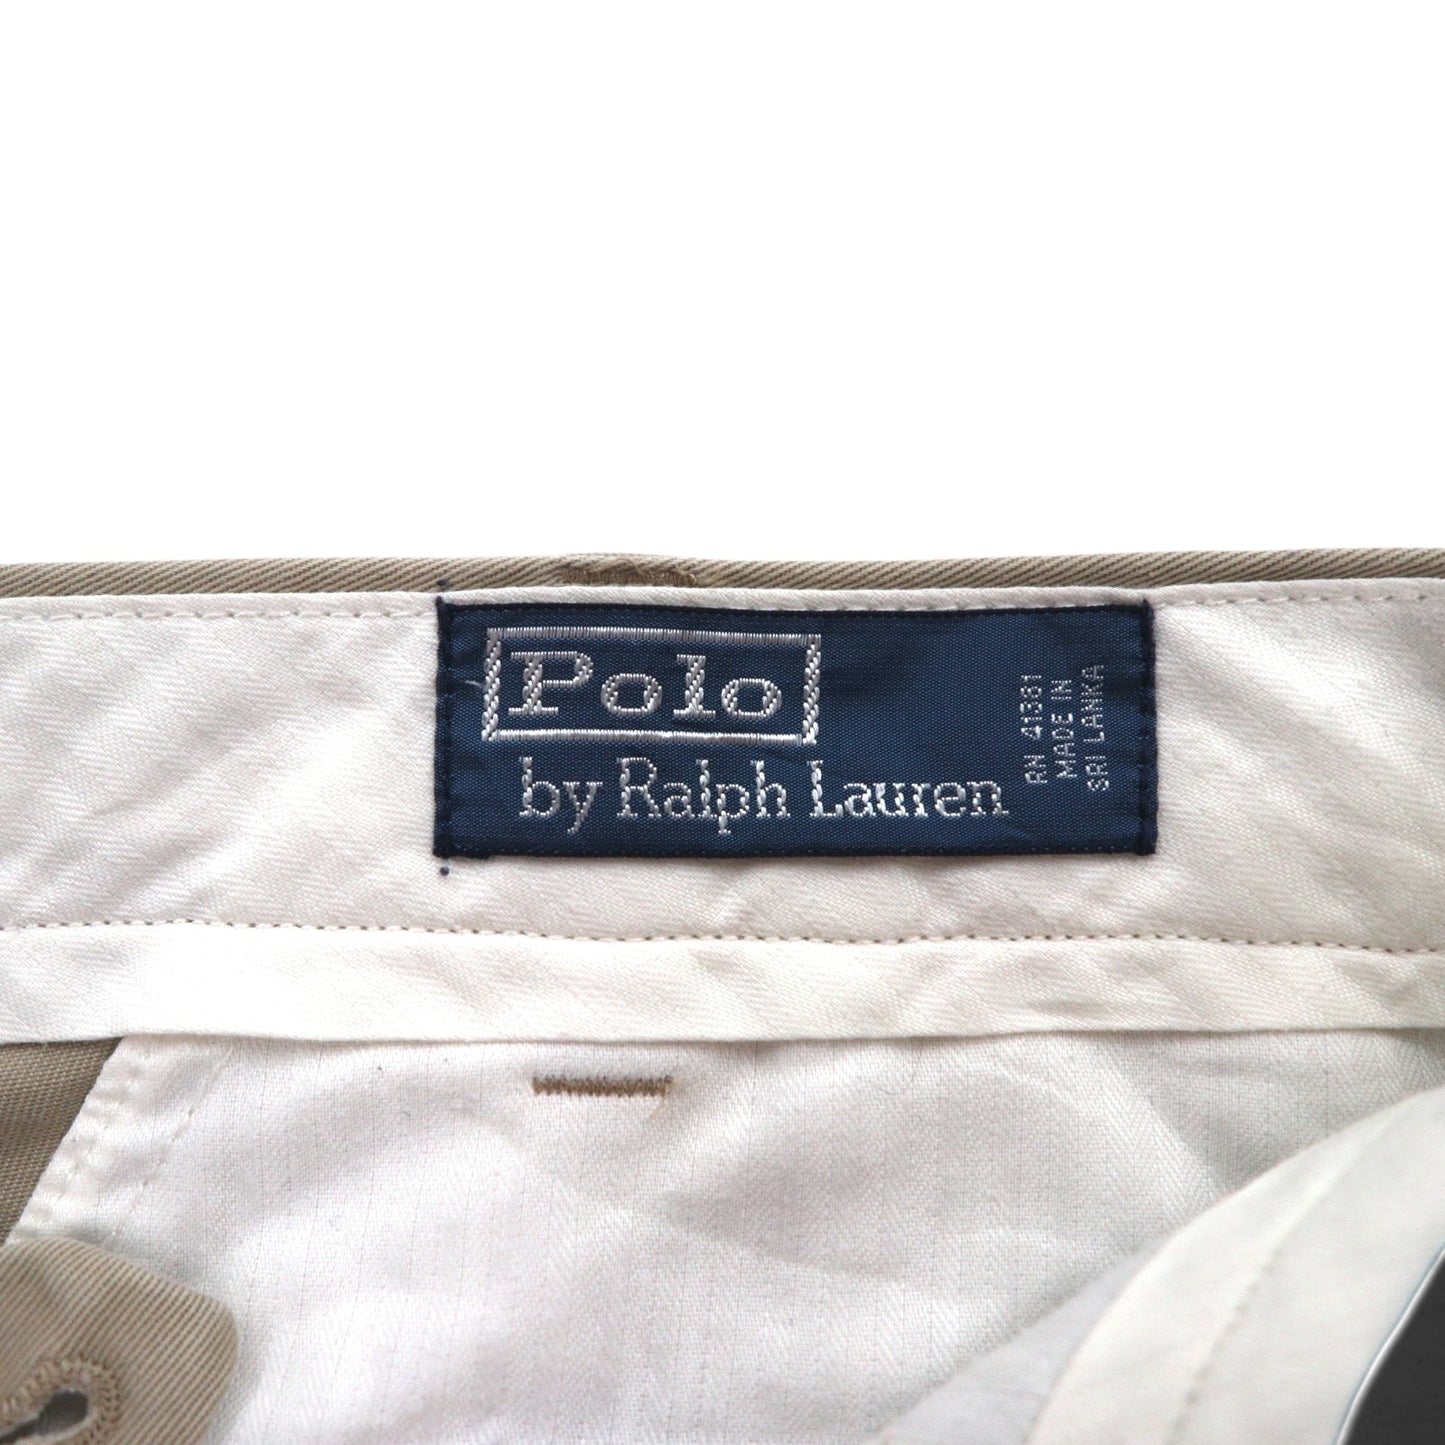 Polo
by Ralph Lauren
RN 41381
MADE IN
SRI LANKA